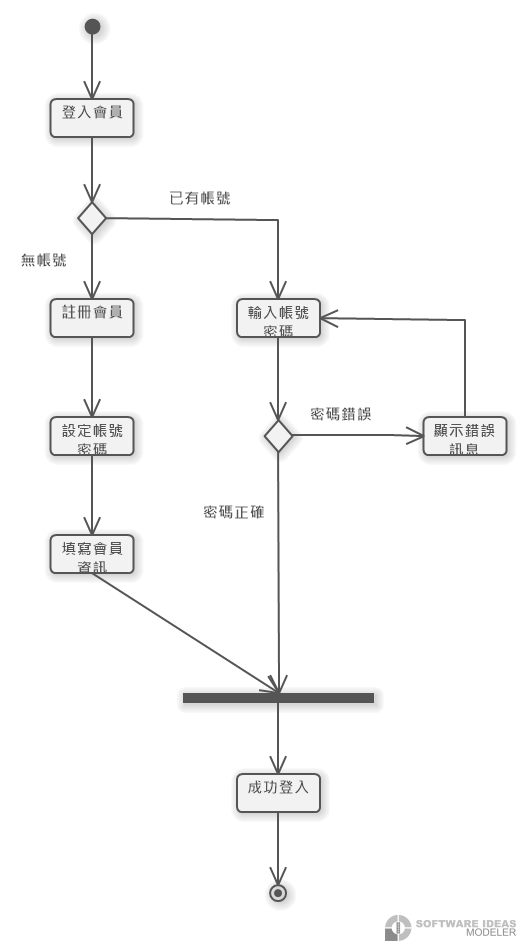 登入會員
已有帳號
無帳號
註冊會員
輸入帳號
密碼
密碼錯誤
設定帳號
密碼
顯示錯誤
訊息
密碼正確
填寫會員
資訊
成功登入
SOFTWARE IDEAS
MODELER